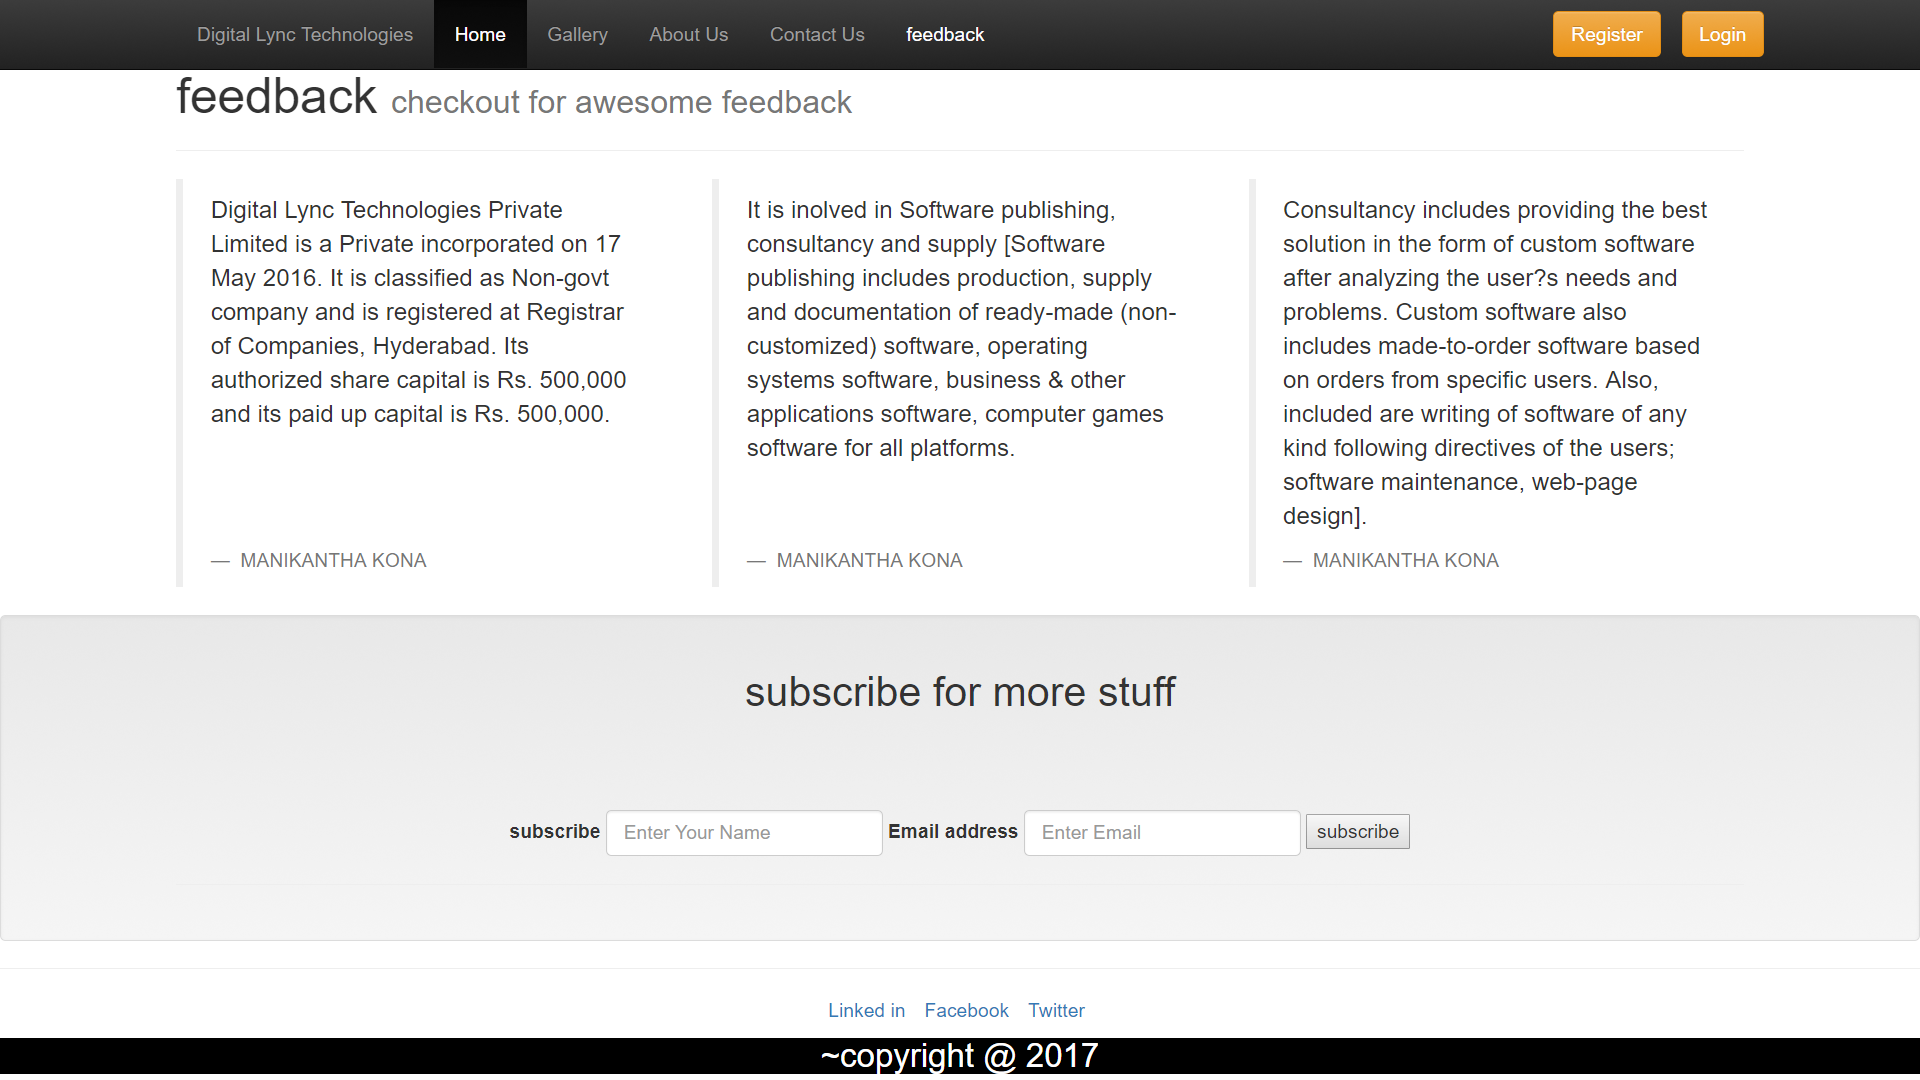 Digital Lync Technologies Home Gallery About Us Contact Us feedback Register Login
feedback checkout for awesome feedback
Digital Lync Technologies Private
Limited is a Private incorporated on 17
May 2016. It is classified as Non-govt
company and is registered at Registrar
of Companies, Hyderabad. Its
authorized share capital is Rs. 500,000
and its paid up capital is Rs. 500,000.
— MANIKANTHA KONA
It is inolved in Software publishing,
consultancy and supply [Software
publishing includes production, supply
and documentation of ready-made (non-
customized) software, operating
systems software, business & other
applications software, computer games
software for all platforms.
— MANIKANTHA KONA
Consultancy includes providing the best
solution in the form of custom software
after analyzing the user?s needs and
problems. Custom software also
includes made-to-order software based
on orders from specific users. Also,
included are writing of software of any
kind following directives of the users;
software maintenance, web-page
design].
— MANIKANTHA KONA
subscribe for more stuff
subscribe Enter Your Name Email address Enter Email subscribe
Linked in Facebook Twitter
~copyright @ 2017